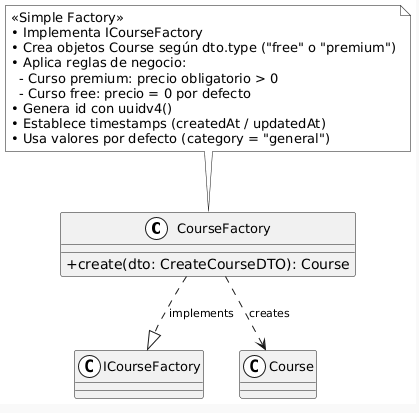 «Simple Factory»
• Implementa ICourseFactory
• Crea objetos Course según dto.type ("free" o "premium")
• Aplica reglas de negocio:
- Curso premium: precio obligatorio > 0
- Curso free: precio = 0 por defecto
• Genera id con uuidv4()
• Establece timestamps (createdAt / updatedAt)
• Usa valores por defecto (category = "general")
C CourseFactory
+create(dto: CreateCourseDTO): Course
implements
creates
C ICourseFactory
C Course